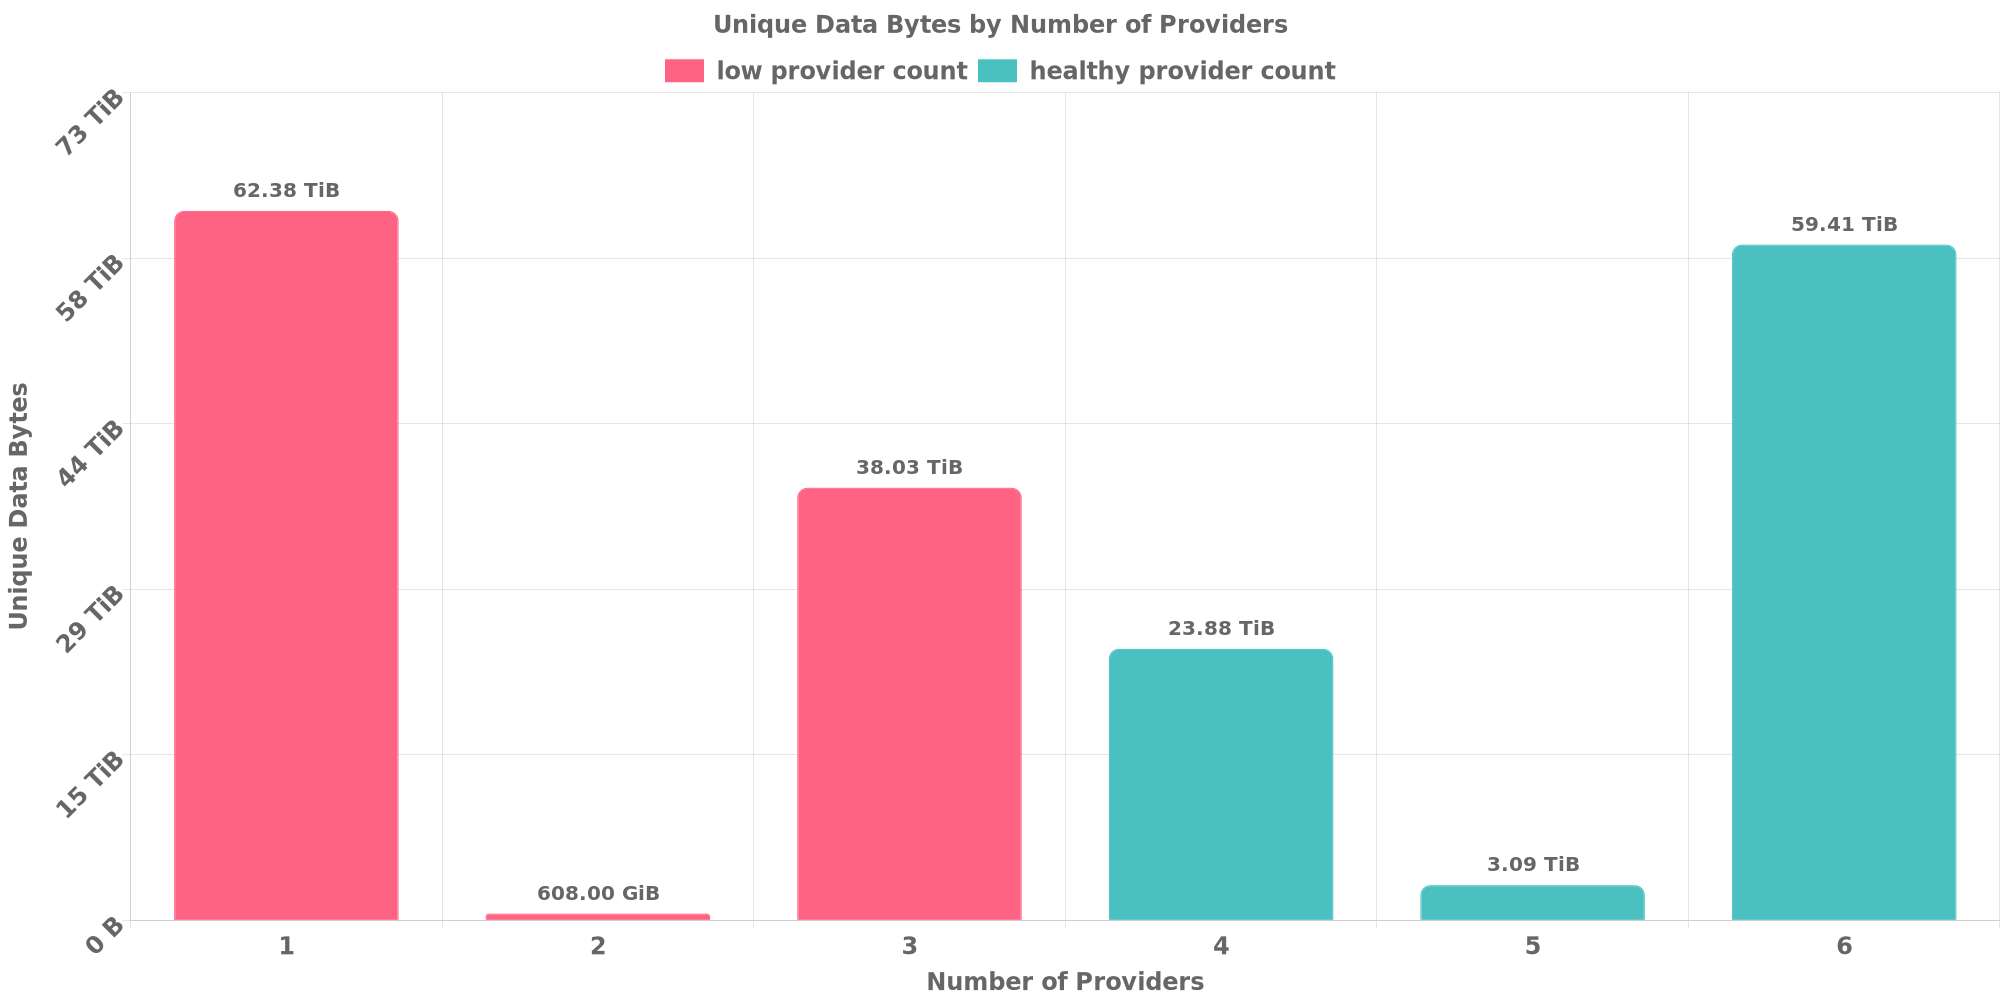 Unique Data Bytes by Number of Providers
low provider count
healthy provider count
73 TiB
58 TiB
44 TiB
29 TiB
15 TiB
0 B
Unique Data Bytes
62.38 TiB
608.00 GiB
38.03 TiB
23.88 TiB
3.09 TiB
59.41 TiB
1
2
3
4
5
6
Number of Providers